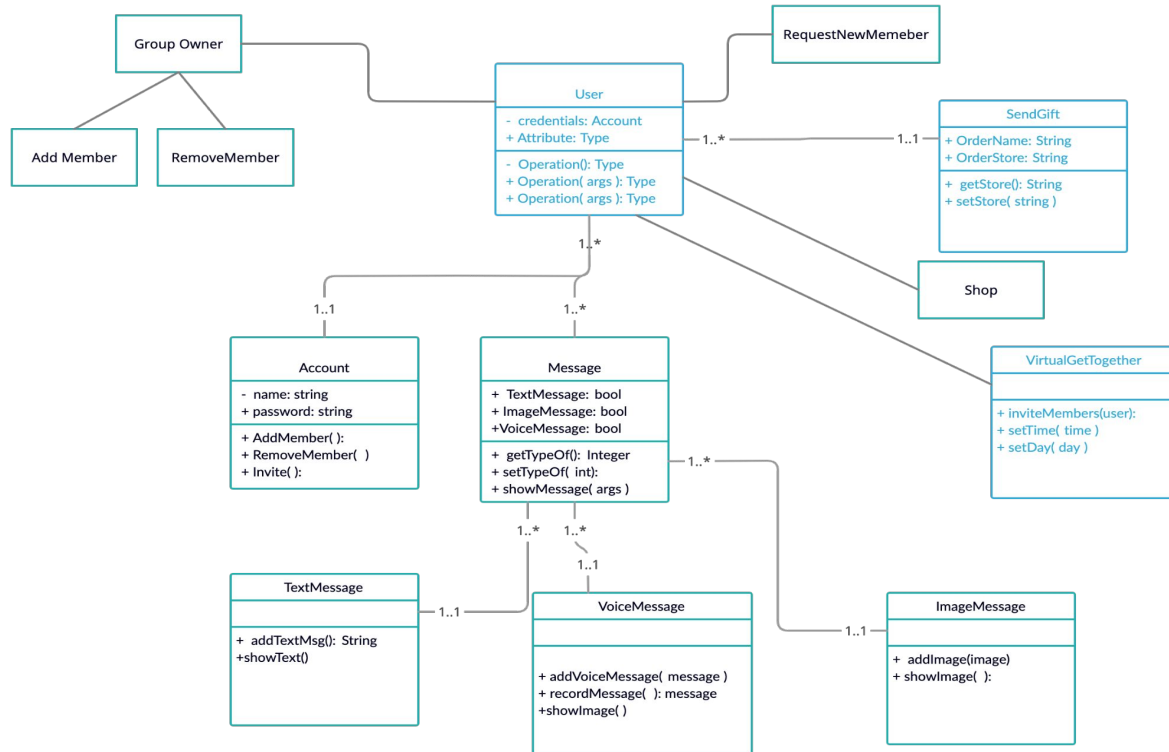 Group Owner
RequestNewMemeber
Add Member
RemoveMember
User
- credentials: Account
+ Attribute: Type
- Operation(): Type
+ Operation( args ): Type
+ Operation( args ): Type
1..*
1..1
SendGift
+ OrderName: String
+ OrderStore: String
+ getStore(): String
+ setStore( string )
Shop
1..*
1..1
1..*
VirtualGetTogether
+ inviteMembers(user):
+ setTime( time )
+ setDay( day )
Account
- name: string
+ password: string
+ AddMember( ):
+ RemoveMember( )
+ Invite( ):
Message
+ TextMessage: bool
+ ImageMessage: bool
+VoiceMessage: bool
+ getTypeOf(): Integer
+ setTypeOf( int):
+ showMessage( args )
1..*
1..*
1..*
1..1
1..1
1..1
TextMessage
+ addTextMsg(): String
+showText()
VoiceMessage
+ addVoiceMessage( message )
+ recordMessage( ): message
+showImage( )
ImageMessage
+ addImage(image)
+ showImage( ):